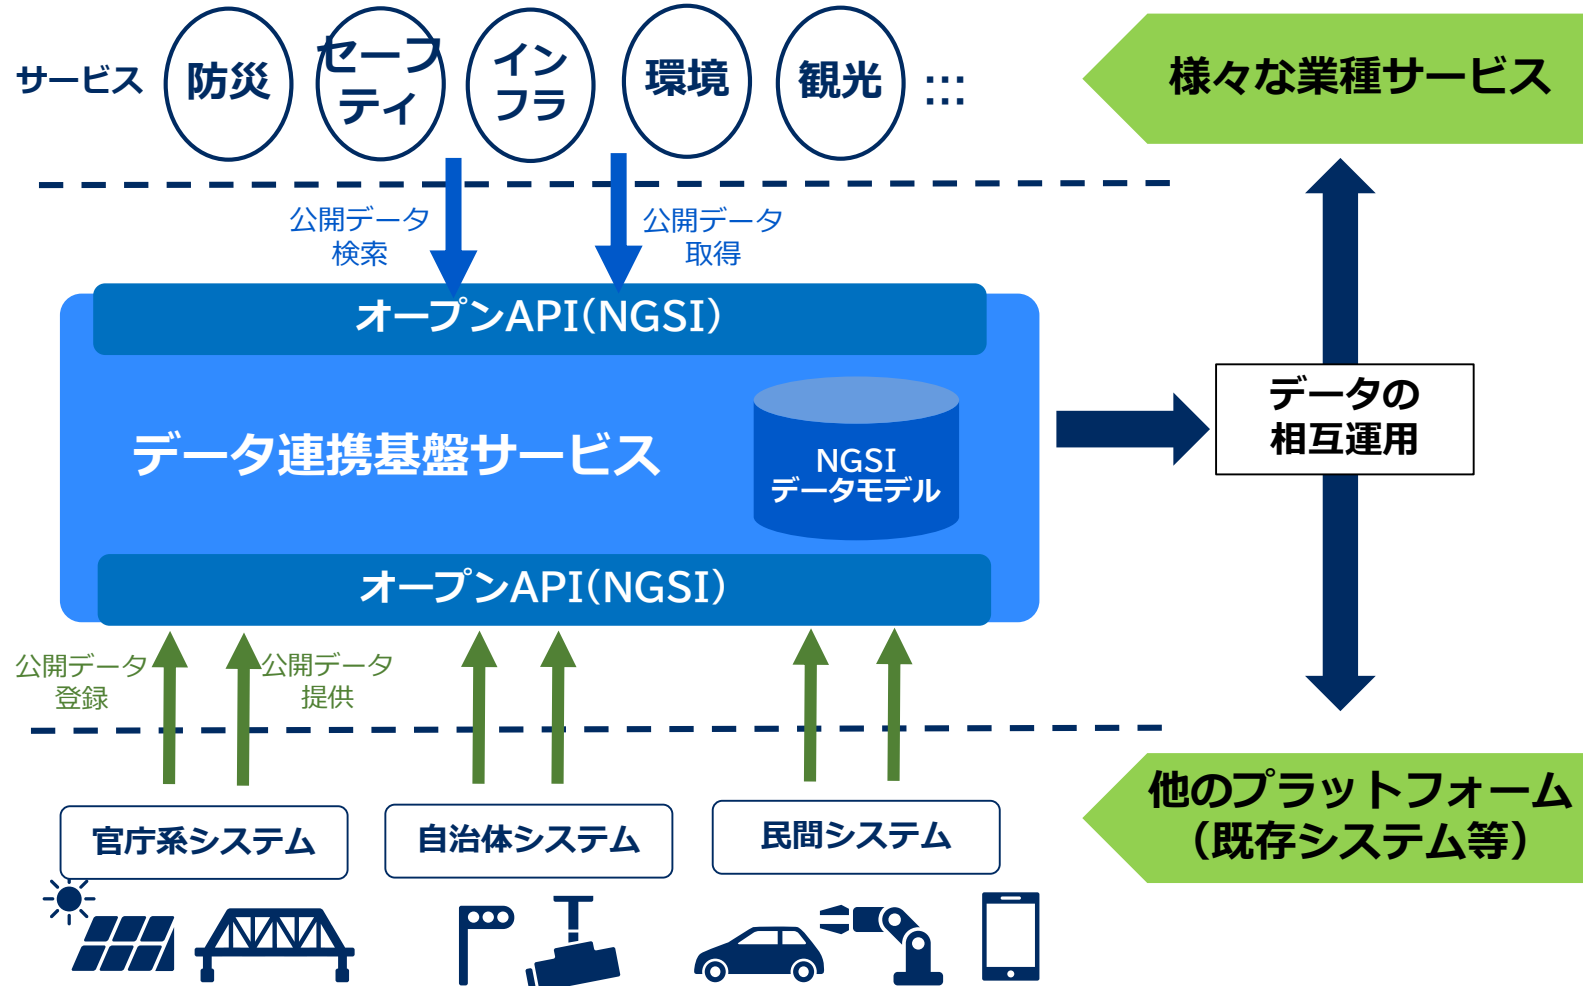 サービス
防災
セーフ
ティ
イン
フラ
環境
観光
…
…
様々な業種サービス
公開データ
検索
公開データ
取得
オープンAPI(NGSI)
データ連携基盤サービス
NGSI
データモデル
データの
相互運用
オープンAPI(NGSI)
公開データ
登録
公開データ
提供
官庁系システム
自治体システム
民間システム
他のプラットフォーム
（既存システム等）